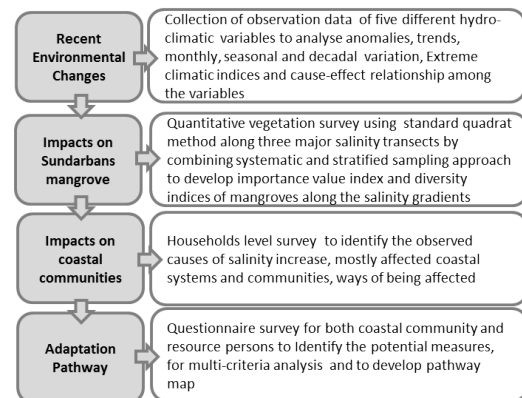 Recent
Environmental
Changes
Collection of observation data of five different hydro-
climatic variables to analyse anomalies, trends,
monthly, seasonal and decadal variation, Extreme
climatic indices and cause-effect relationship among
the variables
Impacts on
Sundarbans
mangrove
Quantitative vegetation survey using standard quadrat
method along three major salinity transects by
combining systematic and stratified sampling approach
to develop importance value index and diversity
indices of mangroves along the salinity gradients
Impacts on
coastal
communities
Households level survey to identify the observed
causes of salinity increase, mostly affected coastal
systems and communities, ways of being affected
Adaptation
Pathway
Questionnaire survey for both coastal community and
resource persons to Identify the potential measures,
for multi-criteria analysis and to develop pathway
map